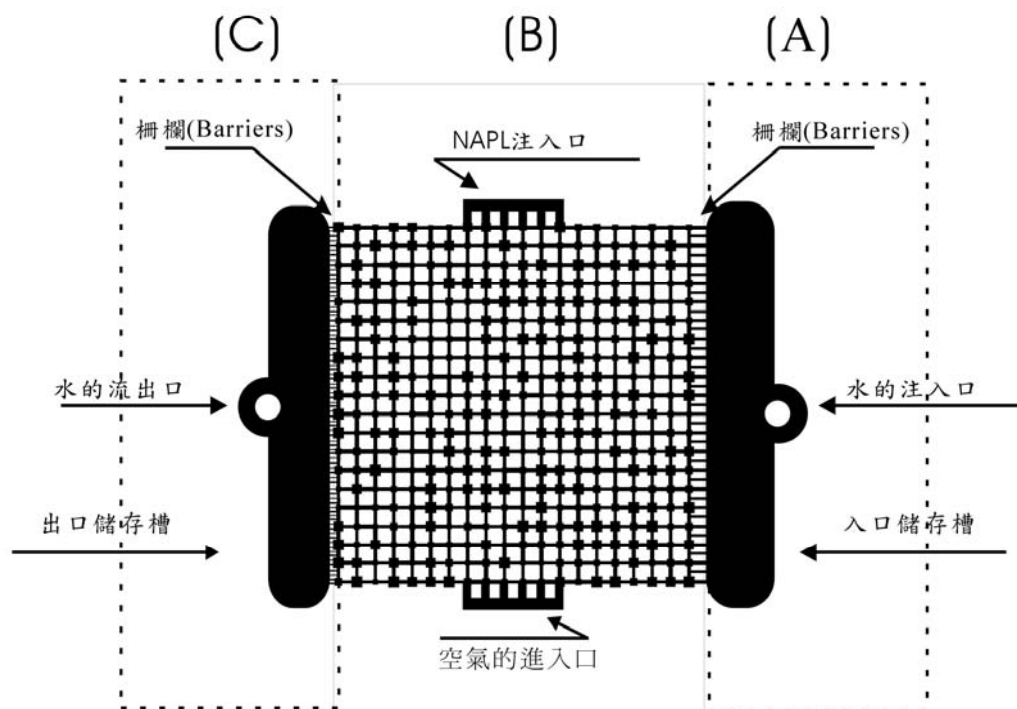 (C)
(B)
(A)
柵欄(Barriers)
柵欄(Barriers)
NAPL注入口
水的流出口
水的注入口
出口儲存槽
入口儲存槽
空氣的進入口